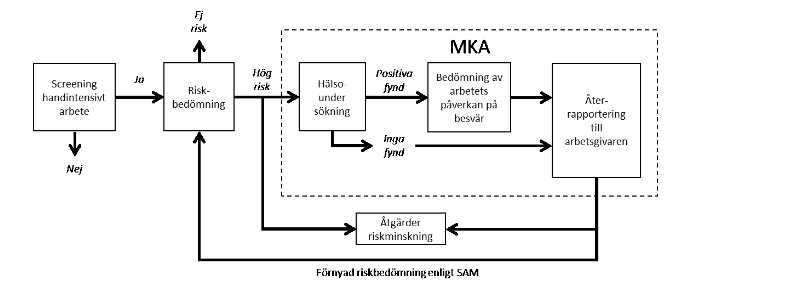 Ej
risk
MKA
Screening
handintensivt
arbete
Ja
Risk-
bedömning
Hög
risk
Hälso-
under
sökning
Positiva
fynd
Bedömning av
arbetets
påverkan på
besvär
Åter-
rapportering
till
arbetsgivaren
Nej
Inga
fynd
Åtgärder
riskminskning
Förnyad riskbedömning enligt SAM